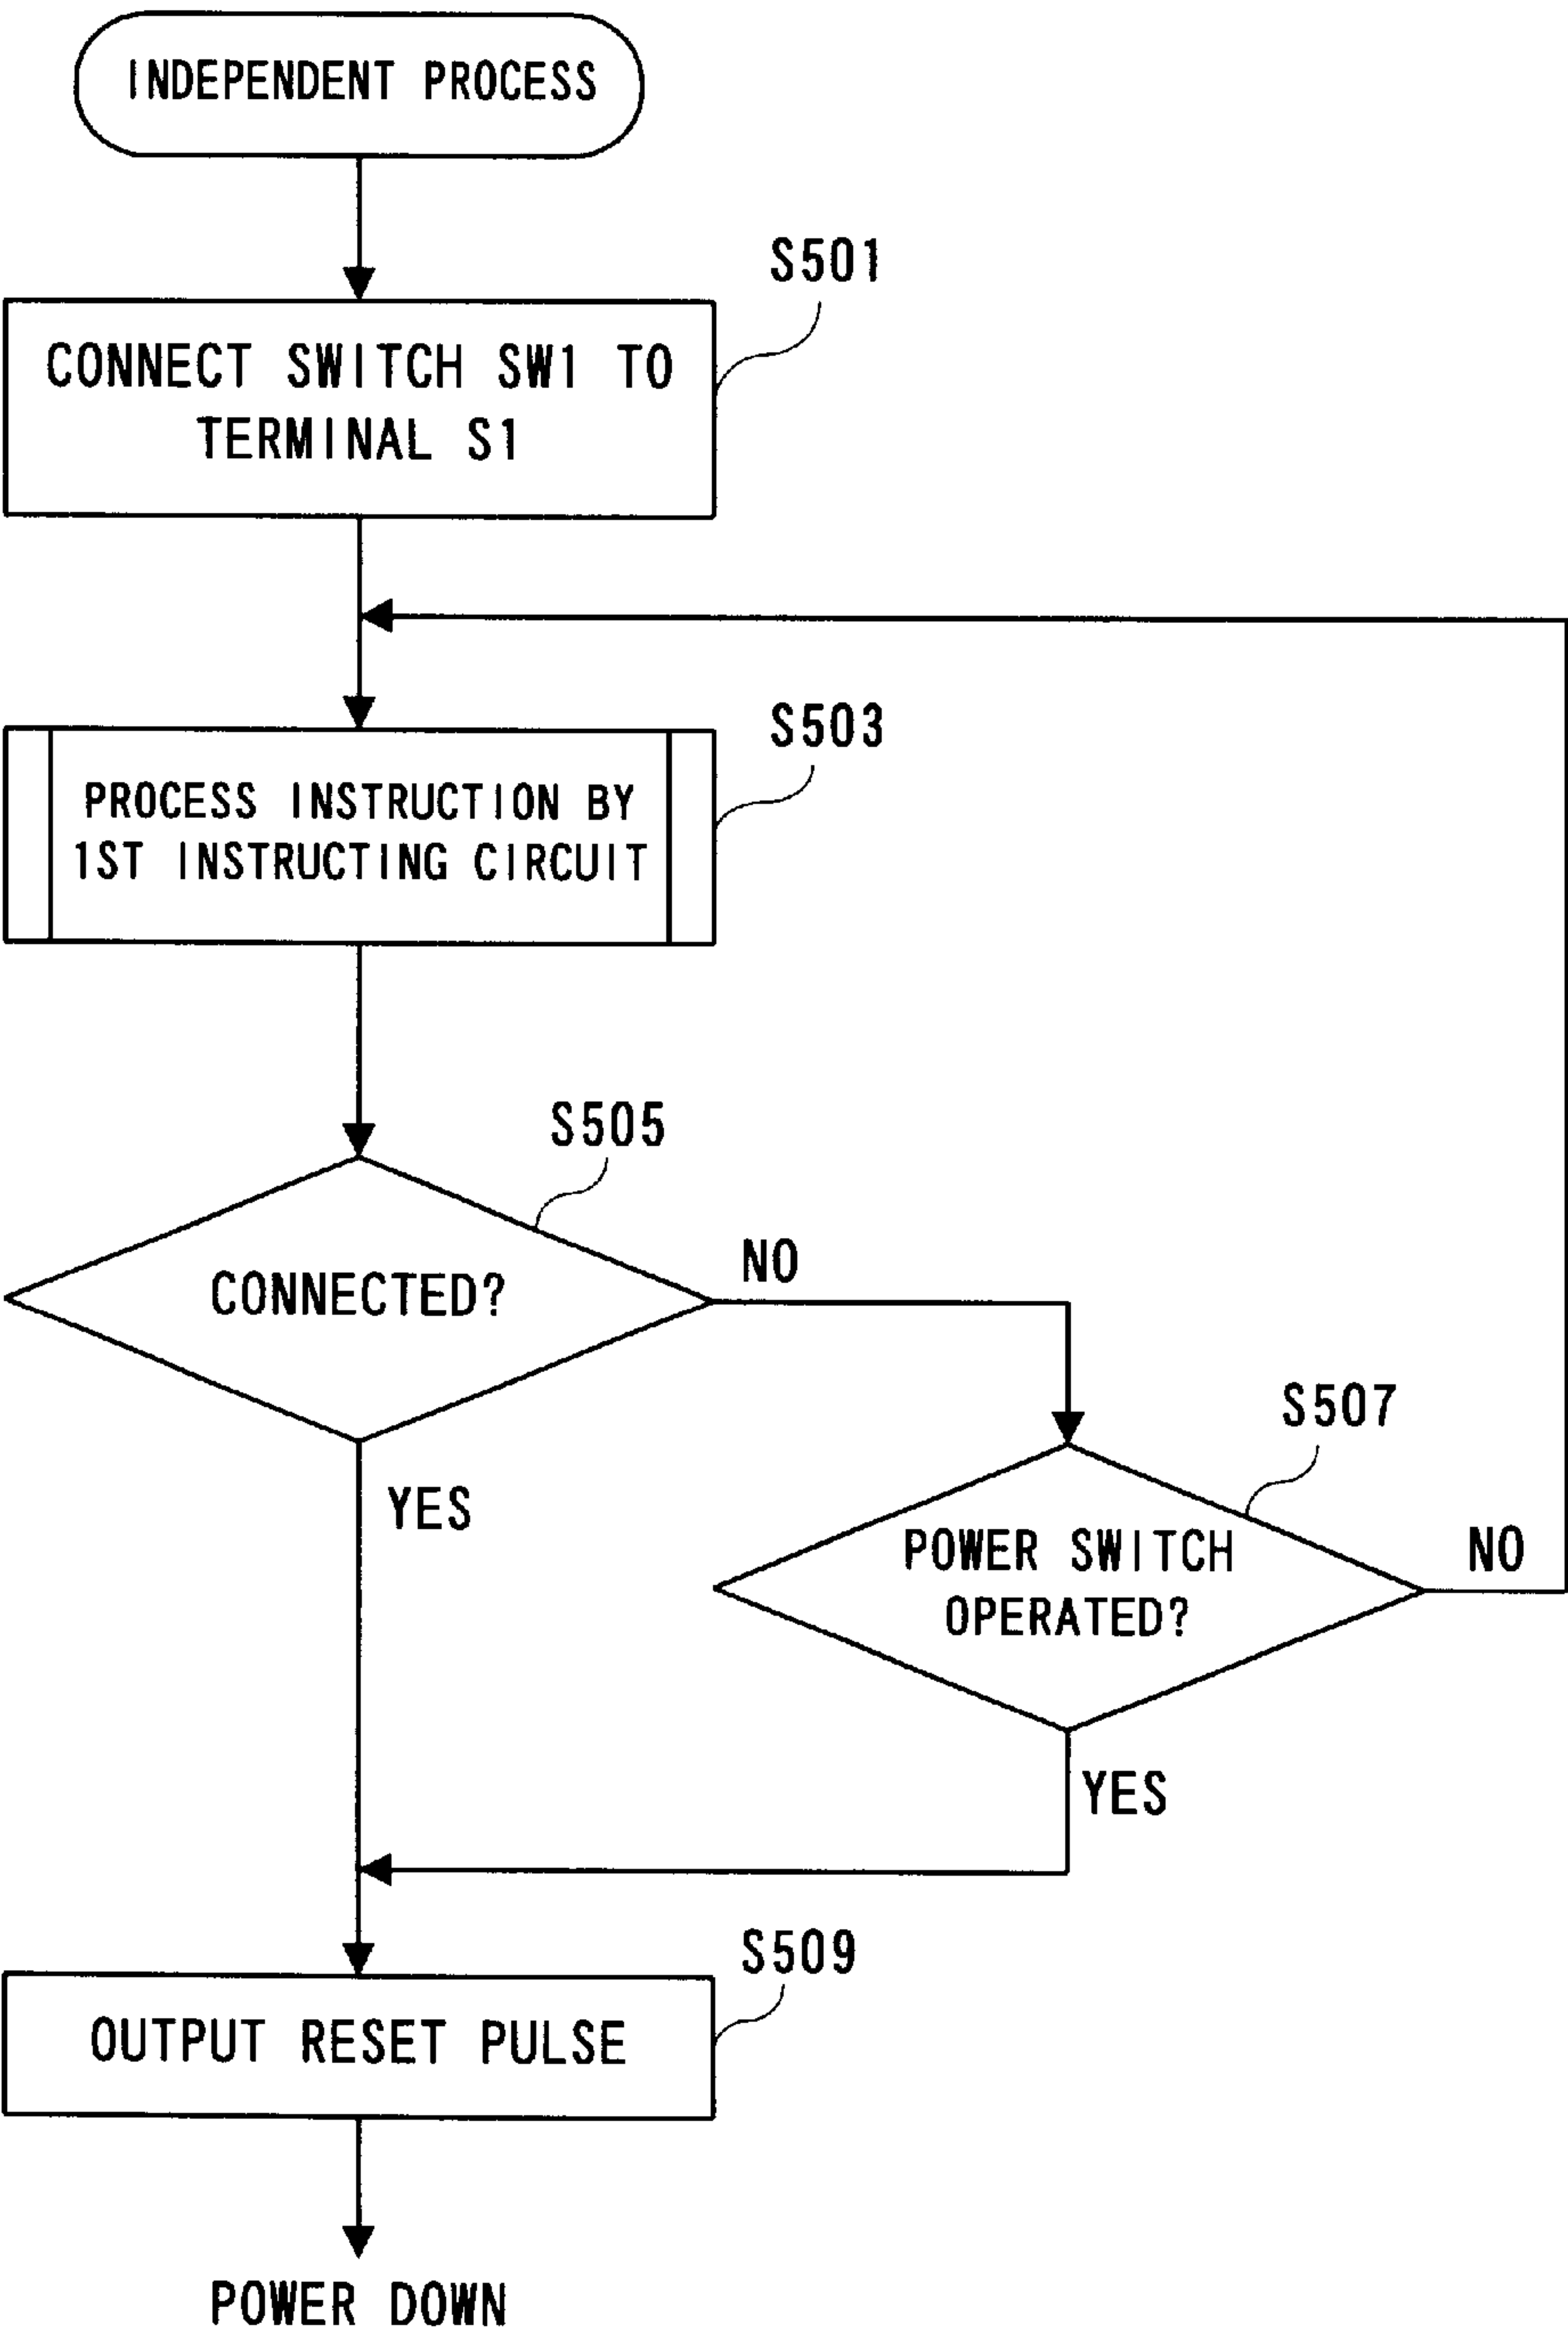 INDEPENDENT PROCESS
S501
CONNECT SWITCH SW1 TO
TERMINAL S1
S503
PROCESS INSTRUCTION BY
1ST INSTRUCTING CIRCUIT
S505
CONNECTED?
NO
S507
YES
POWER SWITCH
OPERATED?
NO
YES
S509
OUTPUT RESET PULSE
POWER DOWN